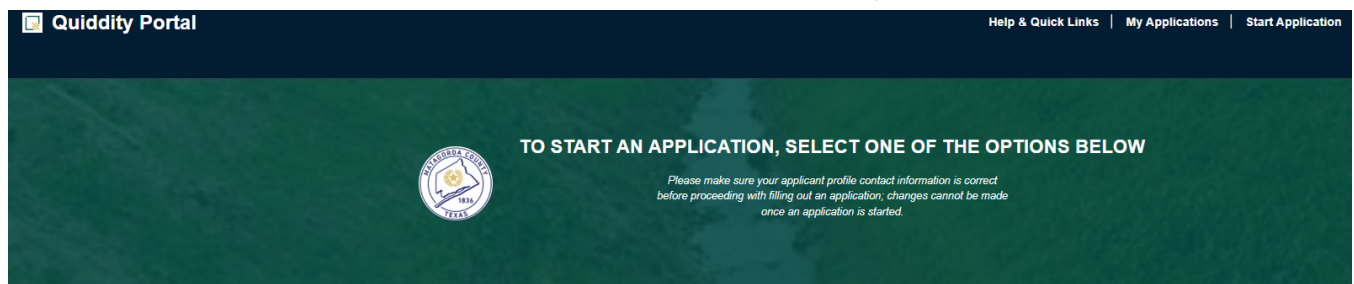 Quiddity Portal
Help & Quick Links | My Applications | Start Application
TO START AN APPLICATION, SELECT ONE OF THE OPTIONS BELOW
MATAGORDA COUNTY
1836
TEXAS
Please make sure your applicant profile contact information is correct
before proceeding with filling out an application; changes cannot be made
once an application is started.